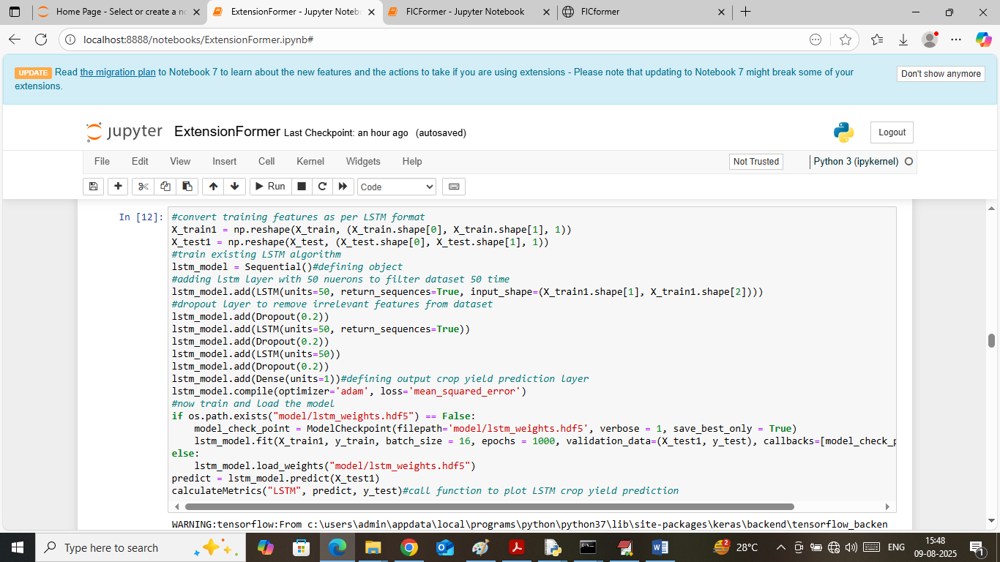 Home Page - Select or create a no
ExtensionFormer - Jupyter Notebo
FICFormer - Jupyter Notebook
FICformer
localhost:8888/notebooks/ExtensionFormer.ipynb#
UPDATE Read the migration plan to Notebook 7 to learn about the new features and the actions to take if you are using extensions - Please note that updating to Notebook 7 might break some of your
extensions.
Don't show anymore
jupyter ExtensionFormer Last Checkpoint: an hour ago (autosaved)
Logout
File Edit View Insert Cell Kernel Widgets Help
Not Trusted
Python 3 (ipykernel)
Run
Code
In [12]:
#convert training features as per LSTM format
X_train1 = np.reshape(X_train, (X_train.shape[0], X_train.shape[1], 1))
X_test1 = np.reshape(X_test, (X_test.shape[0], X_test.shape[1], 1))
#train existing LSTM algorithm
lstm_model = Sequential()#defining object
#adding lstm layer with 50 nuerons to filter dataset 50 time
lstm_model.add(LSTM(units=50, return_sequences=True, input_shape=(X_train1.shape[1], X_train1.shape[2])))
#dropout layer to remove irrelevant features from dataset
lstm_model.add(Dropout(0.2))
lstm_model.add(LSTM(units=50, return_sequences=True))
lstm_model.add(Dropout(0.2))
lstm_model.add(LSTM(units=50))
lstm_model.add(Dropout(0.2))
lstm_model.add(Dense(units=1))#defining output crop yield prediction layer
lstm_model.compile(optimizer='adam', loss='mean_squared_error')
#now train and load the model
if os.path.exists("model/lstm_weights.hdf5") == False:
    model_check_point = ModelCheckpoint(filepath='model/lstm_weights.hdf5', verbose = 1, save_best_only = True)
    lstm_model.fit(X_train1, y_train, batch_size = 16, epochs = 1000, validation_data=(X_test1, y_test), callbacks=[model_check_p
else:
    lstm_model.load_weights("model/lstm_weights.hdf5")
predict = lstm_model.predict(X_test1)
calculateMetrics("LSTM", predict, y_test)#call function to plot LSTM crop yield prediction
WARNING:tensorflow:From c:\users\admin\appdata\local\programs\python\python37\lib\site-packages\keras\backend\tensorflow_backen
Type here to search
2
28°C
ENG
15:48
09-08-2025
1